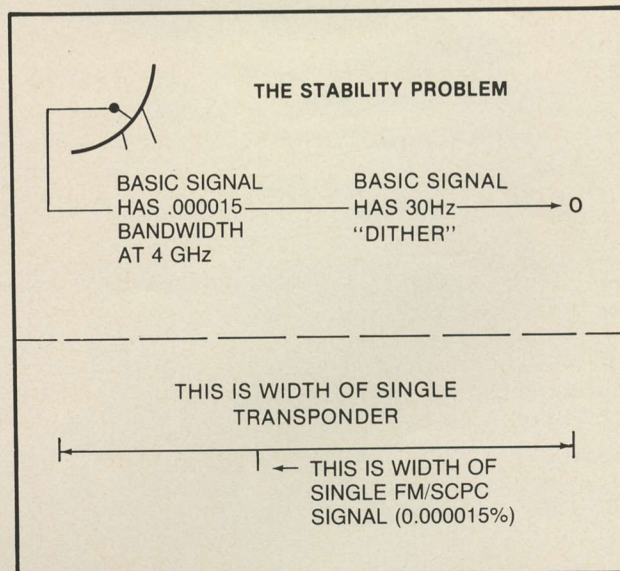 THE STABILITY PROBLEM
BASIC SIGNAL
HAS .000015
BANDWIDTH
AT 4 GHz
BASIC SIGNAL
HAS 30Hz
"DITHER"
O
THIS IS WIDTH OF SINGLE
TRANSPONDER
THIS IS WIDTH OF
SINGLE FM/SCPC
SIGNAL (0.000015%)